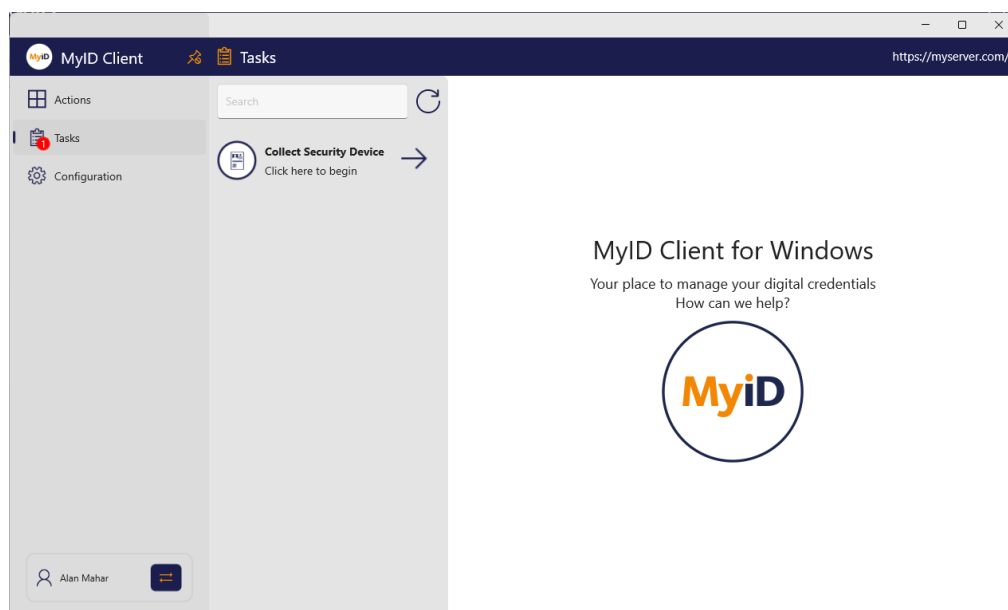 MyID
MyID Client
Tasks
https://myserver.com/
Actions
Search
1
Tasks
Collect Security Device
Click here to begin
Configuration
MyID Client for Windows
Your place to manage your digital credentials
How can we help?
MyiD
Alan Mahar